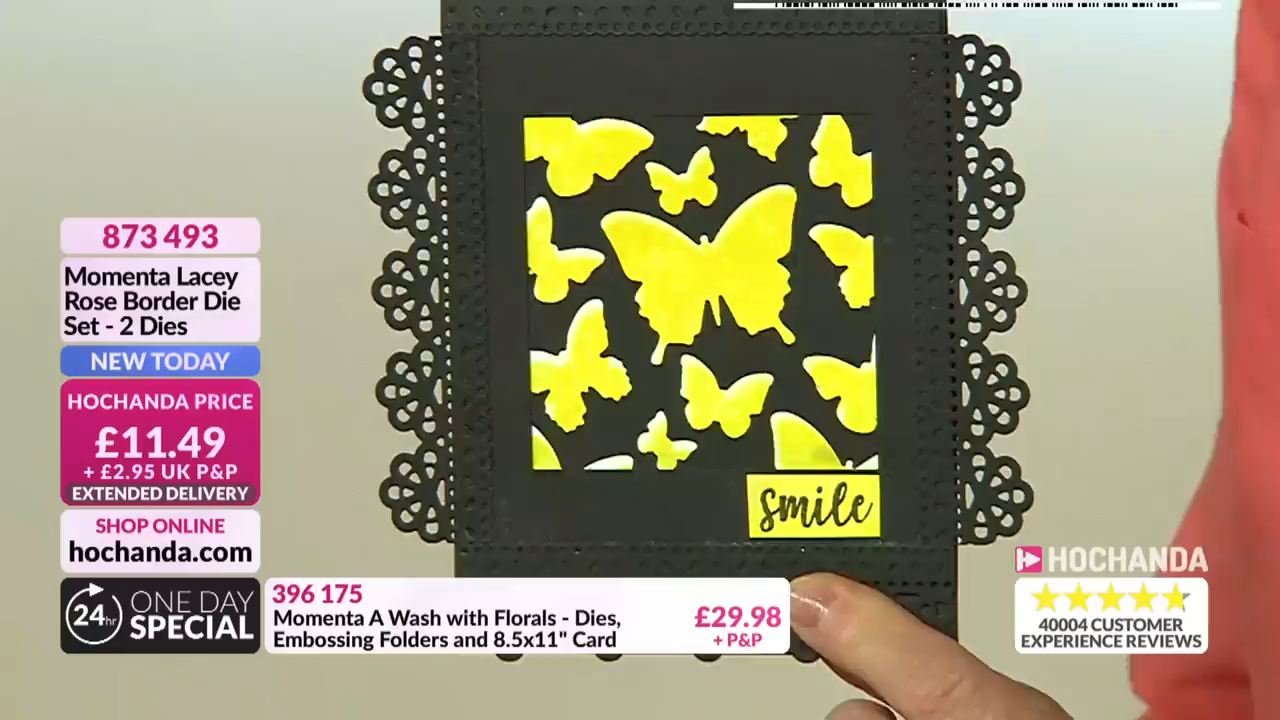 873 493
Momenta Lacey
Rose Border Die
Set - 2 Dies
NEW TODAY
HOCHANDA PRICE
£11.49
+ £2.95 UK P&P
EXTENDED DELIVERY
SHOP ONLINE
hochanda.com
24hr
ONE DAY
SPECIAL
396 175
Momenta A Wash with Florals - Dies,
Embossing Folders and 8.5x11" Card
£29.98
+ P&P
smile
HOCHANDA
40004 CUSTOMER
EXPERIENCE REVIEWS